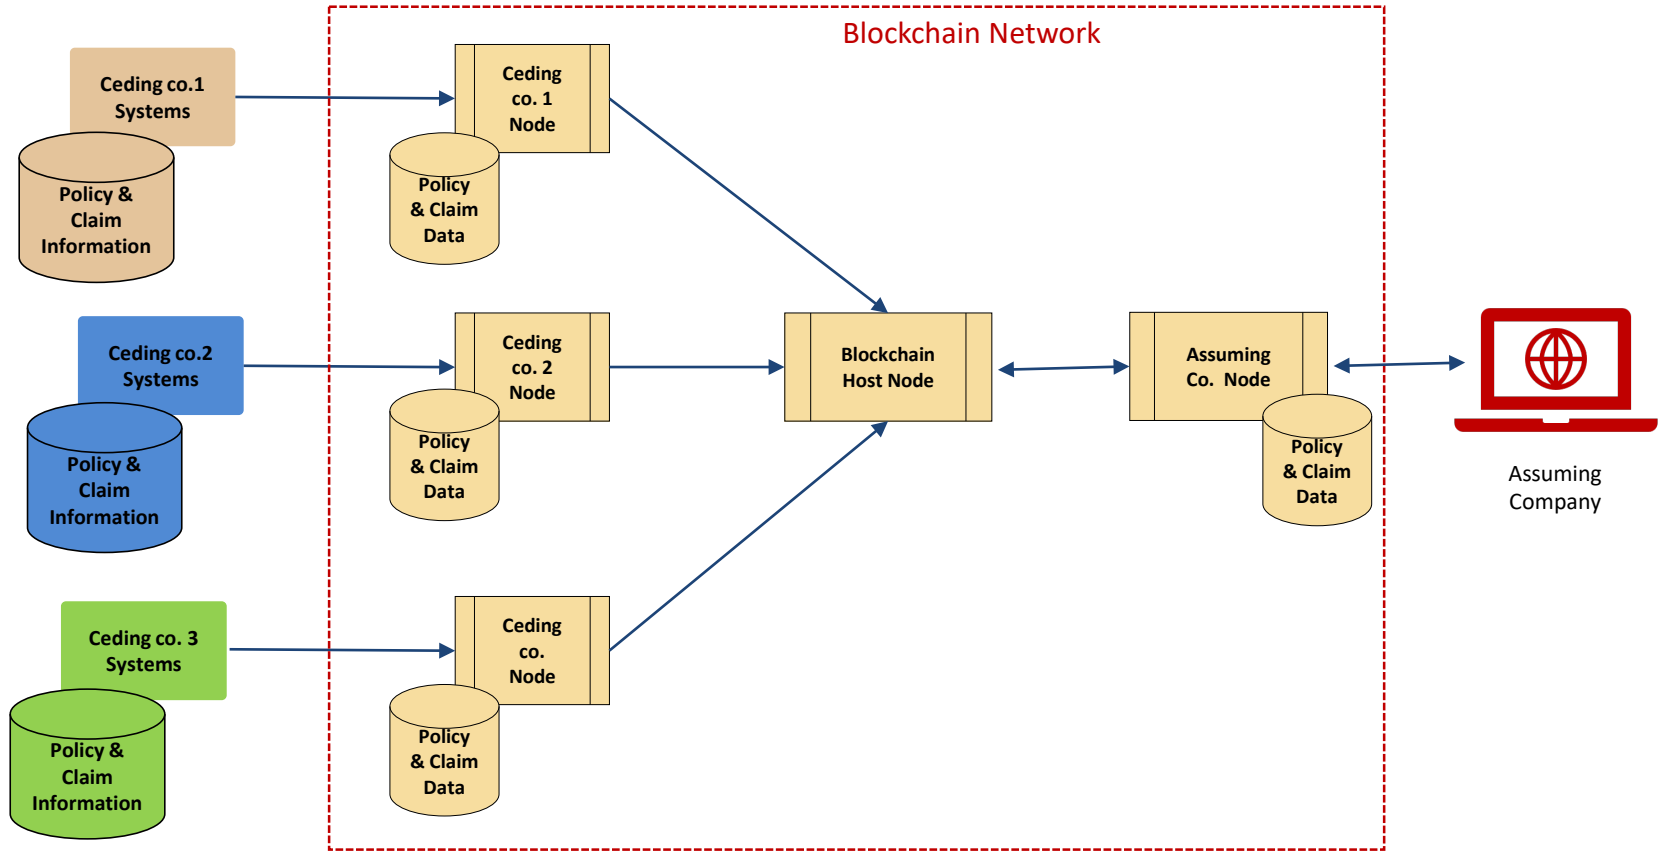 Blockchain Network
Ceding co.1
Systems
Policy &
Claim
Information
Ceding
co. 1
Node
Policy
& Claim
Data
Ceding co.2
Systems
Policy &
Claim
Information
Ceding
co. 2
Node
Policy
& Claim
Data
Blockchain
Host Node
Assuming
Co. Node
Policy
& Claim
Data
Assuming
Company
Ceding co. 3
Systems
Policy &
Claim
Information
Ceding
co.
Node
Policy
& Claim
Data